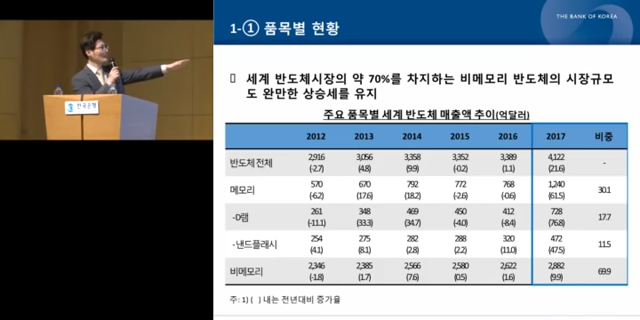 한국은행
THE BANK OF KOREA
1-① 품목별 현황
▯ 세계 반도체시장의 약 70%를 차지하는 비메모리 반도체의 시장규모
도 완만한 상승세를 유지
주요 품목별 세계 반도체 매출액 추이(억달러)
2012 2013 2014 2015 2016 2017 비중
반도체전체 2,916 3,056 3,358 3,352 3,389 4,122 -
(-2.7) (4.8) (9.9) (-0.2) (1.1) (21.6)
메모리 570 670 792 772 768 1,240 30.1
(-6.2) (17.6) (18.2) (-2.6) (-0.6) (61.5)
-D램 261 348 469 450 412 728 17.7
(-11.1) (33.3) (34.7) (-4.0) (-8.4) (76.8)
-낸드플래시 254 275 282 288 320 472 11.5
(4.1) (8.1) (2.8) (2.2) (11.0) (47.5)
비메모리 2,346 2,385 2,566 2,580 2,622 2,882 69.9
(-1.8) (1.7) (7.6) (0.5) (1.6) (9.9)
주: 1) ( ) 내는 전년대비 증가율